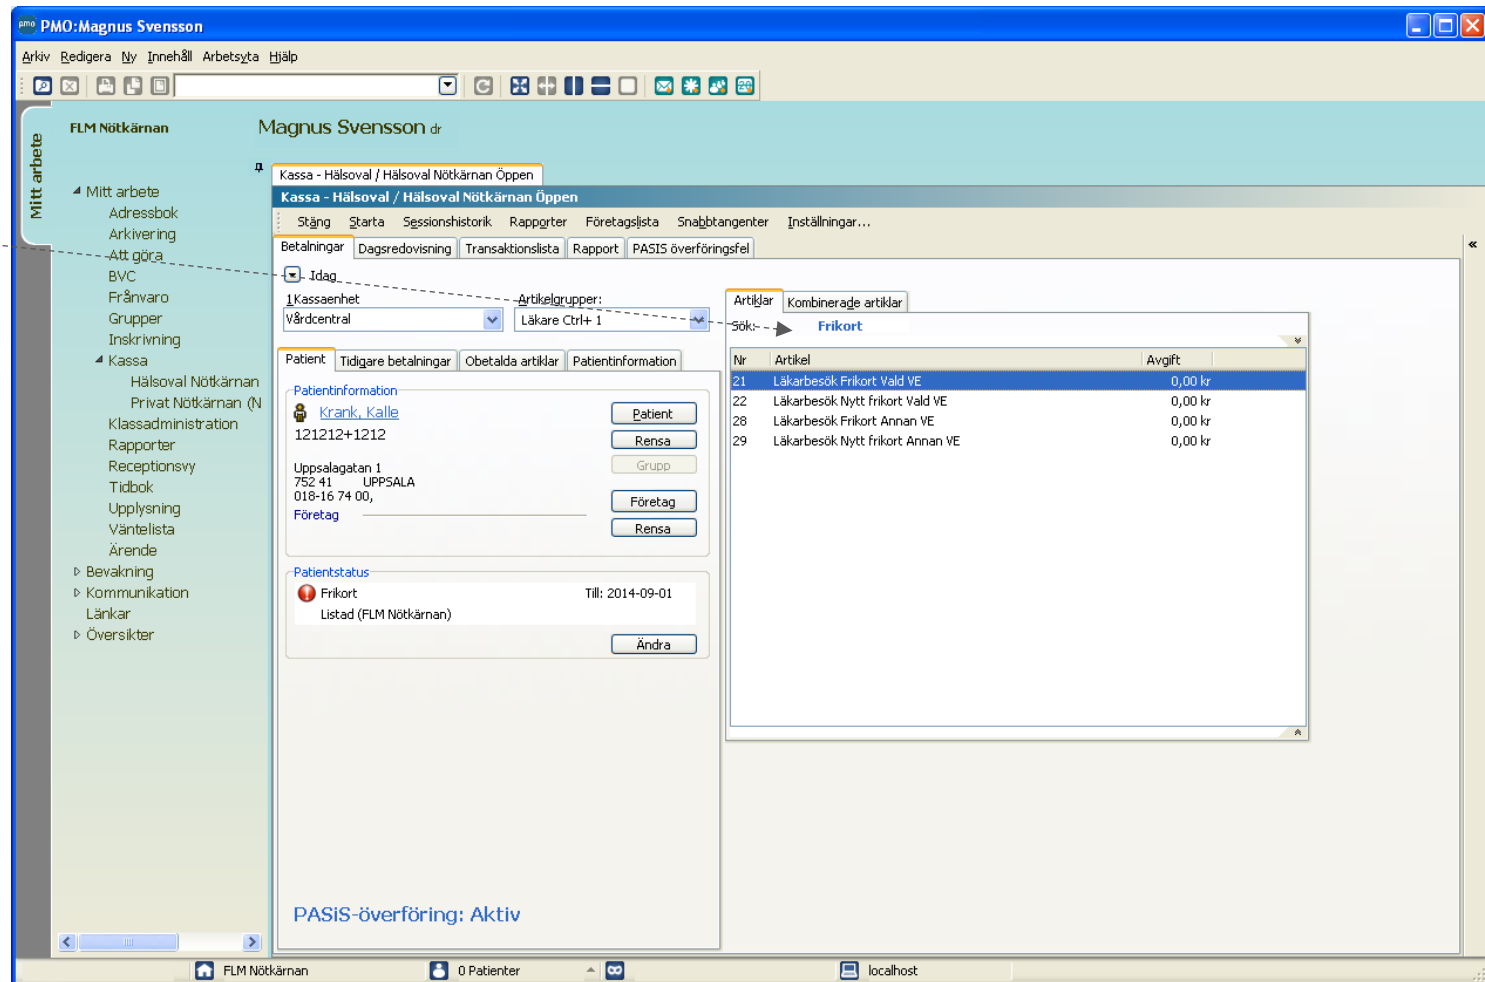 pmo PMO:Magnus Svensson
Arkiv Redigera Ny Innehåll Arbetsyta Hjälp
Mitt arbete
FLM Nötkärnan
Magnus Svensson dr
Mitt arbete
Adressbok
Arkivering
Att göra
BVC
Frånvaro
Grupper
Inskrivning
Kassa
Hälsoval Nötkärnan
Privat Nötkärnan (N
Klassadministration
Rapporter
Receptionsvy
Tidbok
Upplysning
Väntelista
Ärende
Bevakning
Kommunikation
Länkar
Översikter
Kassa - Hälsoval / Hälsoval Nötkärnan Öppen
Kassa - Hälsoval / Hälsoval Nötkärnan Öppen
Stäng Starta Sessionshistorik Rapporter Företagslista Snabbtangenter Inställningar...
Betalningar Dagsredovisning Transaktionslista Rapport PASIS överföringsfel
Idag
1Kassaenhet Artikelgrupper:
Vårdcentral Läkare Ctrl+ 1
Patient Tidigare betalningar Obetalda artiklar Patientinformation
Patientinformation
Krank, Kalle Patient
121212+1212 Rensa
Uppsalagatan 1 Grupp
752 41 UPPSALA
018-16 74 00, Företag
Företag
Rensa
Patientstatus
Frikort Till: 2014-09-01
Listad (FLM Nötkärnan)
Ändra
PASiS-överföring: Aktiv
Artiklar Kombinerade artiklar
Sök: Frikort
Nr Artikel Avgift
21 Läkarbesök Frikort Vald VE 0,00 kr
22 Läkarbesök Nytt frikort Vald VE 0,00 kr
28 Läkarbesök Frikort Annan VE 0,00 kr
29 Läkarbesök Nytt frikort Annan VE 0,00 kr
FLM Nötkärnan 0 Patienter localhost